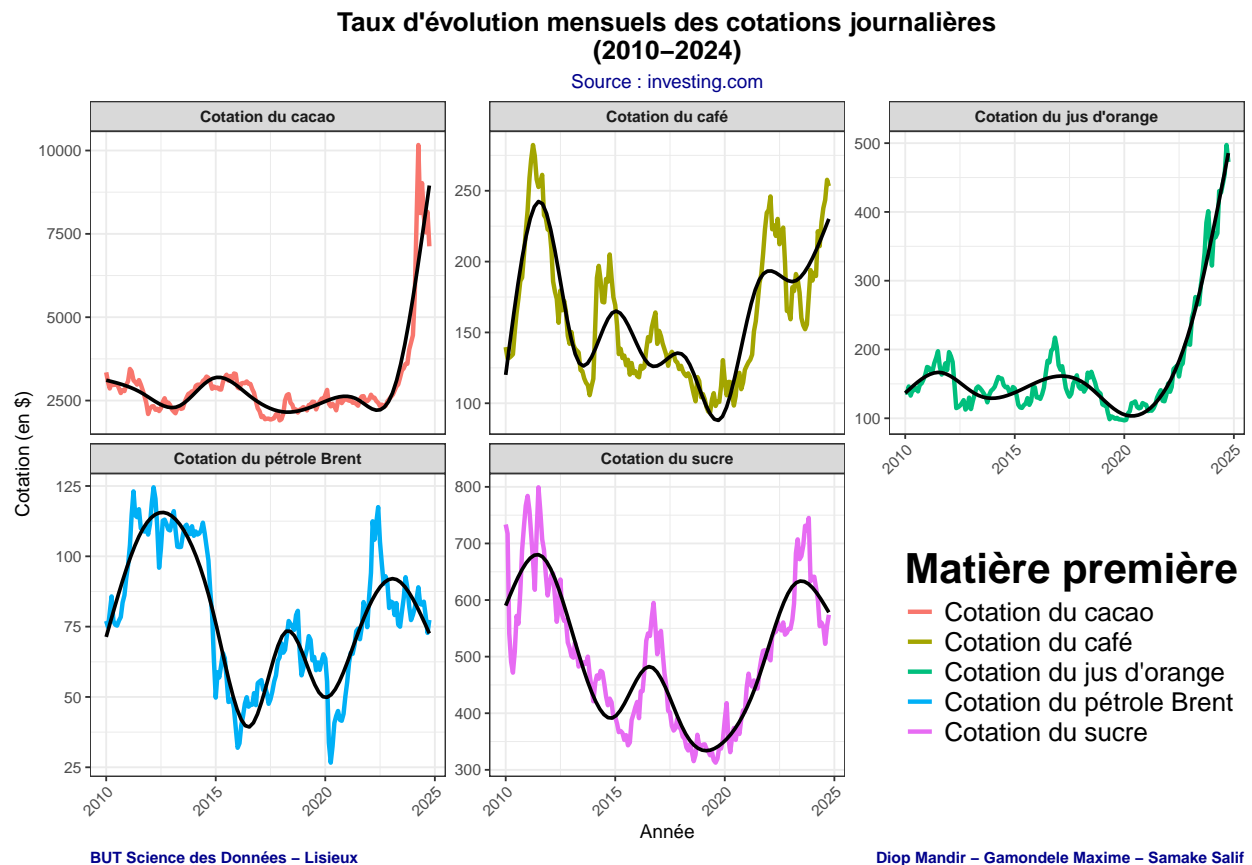 Taux d'évolution mensuels des cotations journalières
(2010−2024)
Source : investing.com
Cotation (en $)
Cotation du cacao
10000
7500
5000
2500
Cotation du café
250
200
150
100
Cotation du jus d'orange
500
400
300
200
100
2010
2015
2020
2025
Cotation du pétrole Brent
125
100
75
50
25
2010
2015
2020
2025
Cotation du sucre
800
700
600
500
400
300
2010
2015
2020
2025
Année
Matière première
Cotation du cacao
Cotation du café
Cotation du jus d'orange
Cotation du pétrole Brent
Cotation du sucre
BUT Science des Données − Lisieux
Diop Mandir − Gamondele Maxime − Samake Salif